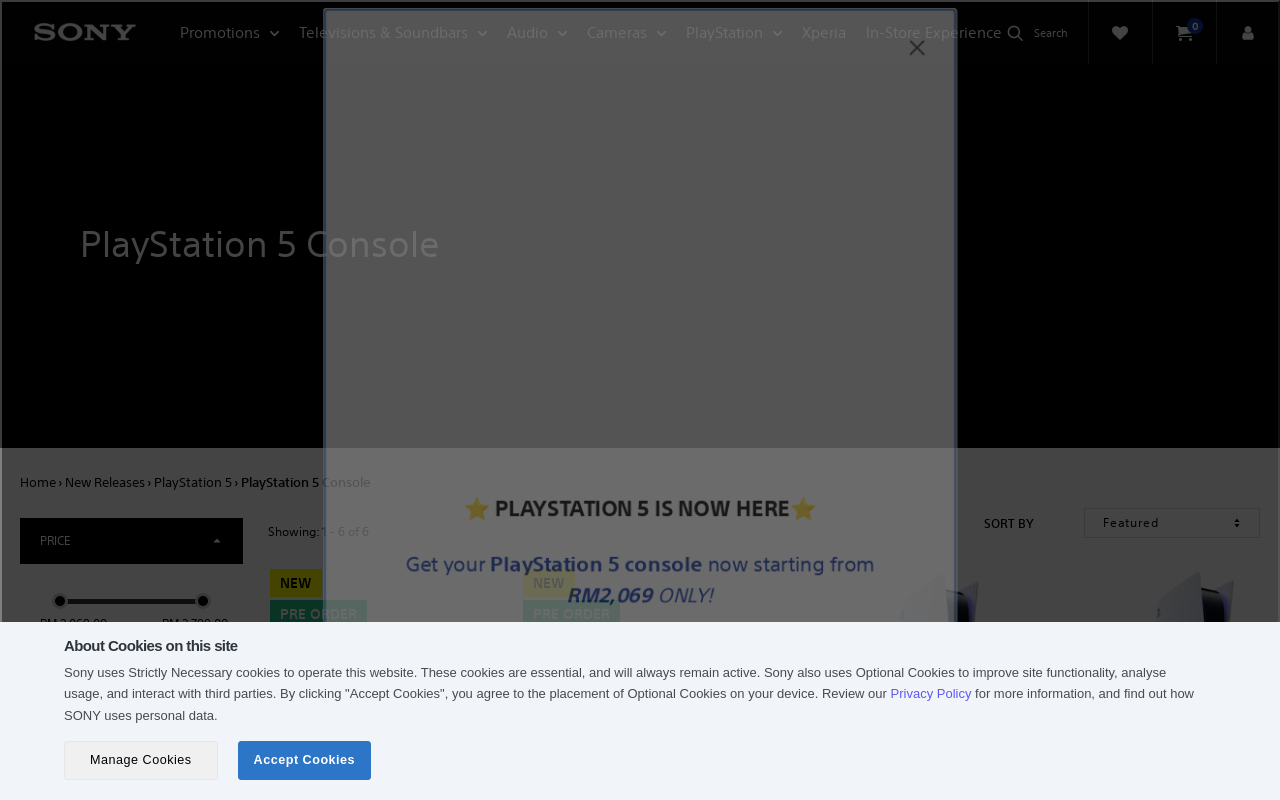 SONY
Promotions
Televisions & Soundbars
Audio
Cameras
PlayStation
Xperia
In-Store Experience
Search
0
PlayStation 5 Console
Home › New Releases › PlayStation 5 › PlayStation 5 Console
PRICE
Showing: 1 - 6 of 6
SORT BY
Featured
⭐ PLAYSTATION 5 IS NOW HERE⭐
Get your PlayStation 5 console now starting from
RM2,069 ONLY!
NEW
PRE ORDER
NEW
PRE ORDER
About Cookies on this site
Sony uses Strictly Necessary cookies to operate this website. These cookies are essential, and will always remain active. Sony also uses Optional Cookies to improve site functionality, analyse
usage, and interact with third parties. By clicking "Accept Cookies", you agree to the placement of Optional Cookies on your device. Review our Privacy Policy for more information, and find out how
SONY uses personal data.
Manage Cookies
Accept Cookies